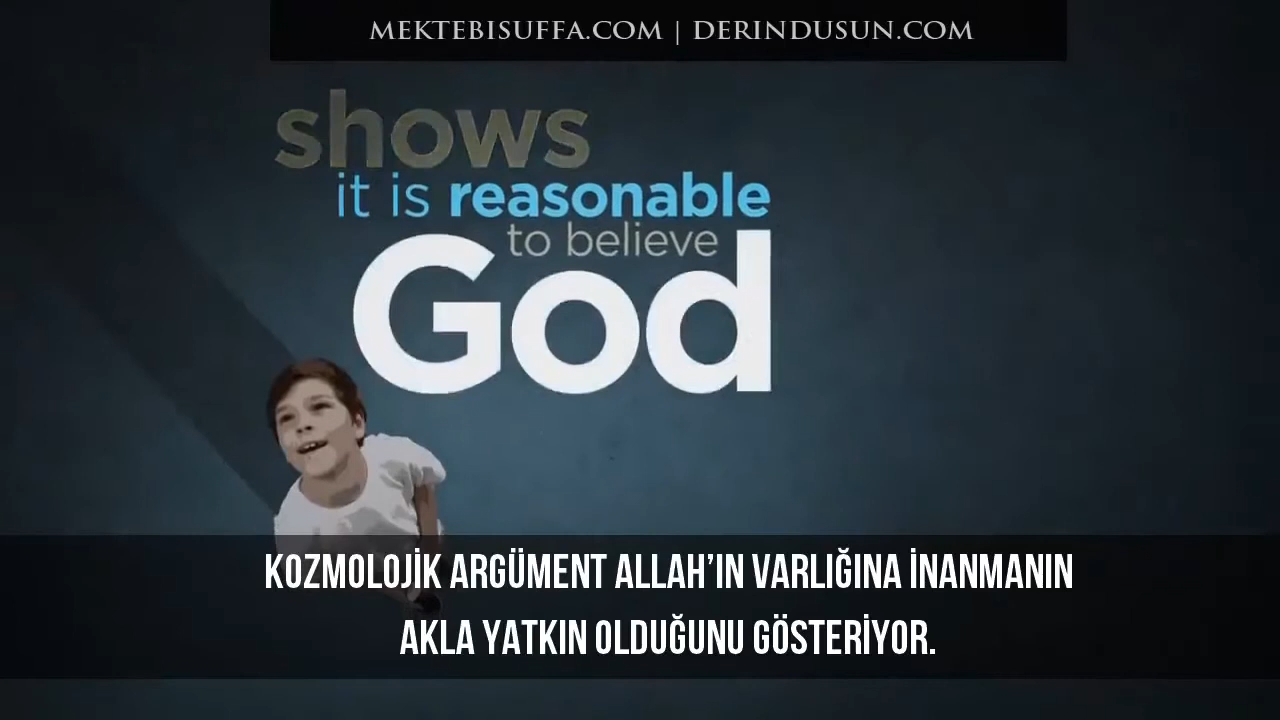 MEKTEBISUFFA.COM | DERINDUSUN.COM
shows
it is reasonable
to believe
God
KOZMOLOJİK ARGÜMENT ALLAH'IN VARLIĞINA İNANMANIN
AKLA YATKIN OLDUĞUNU GÖSTERİYOR.